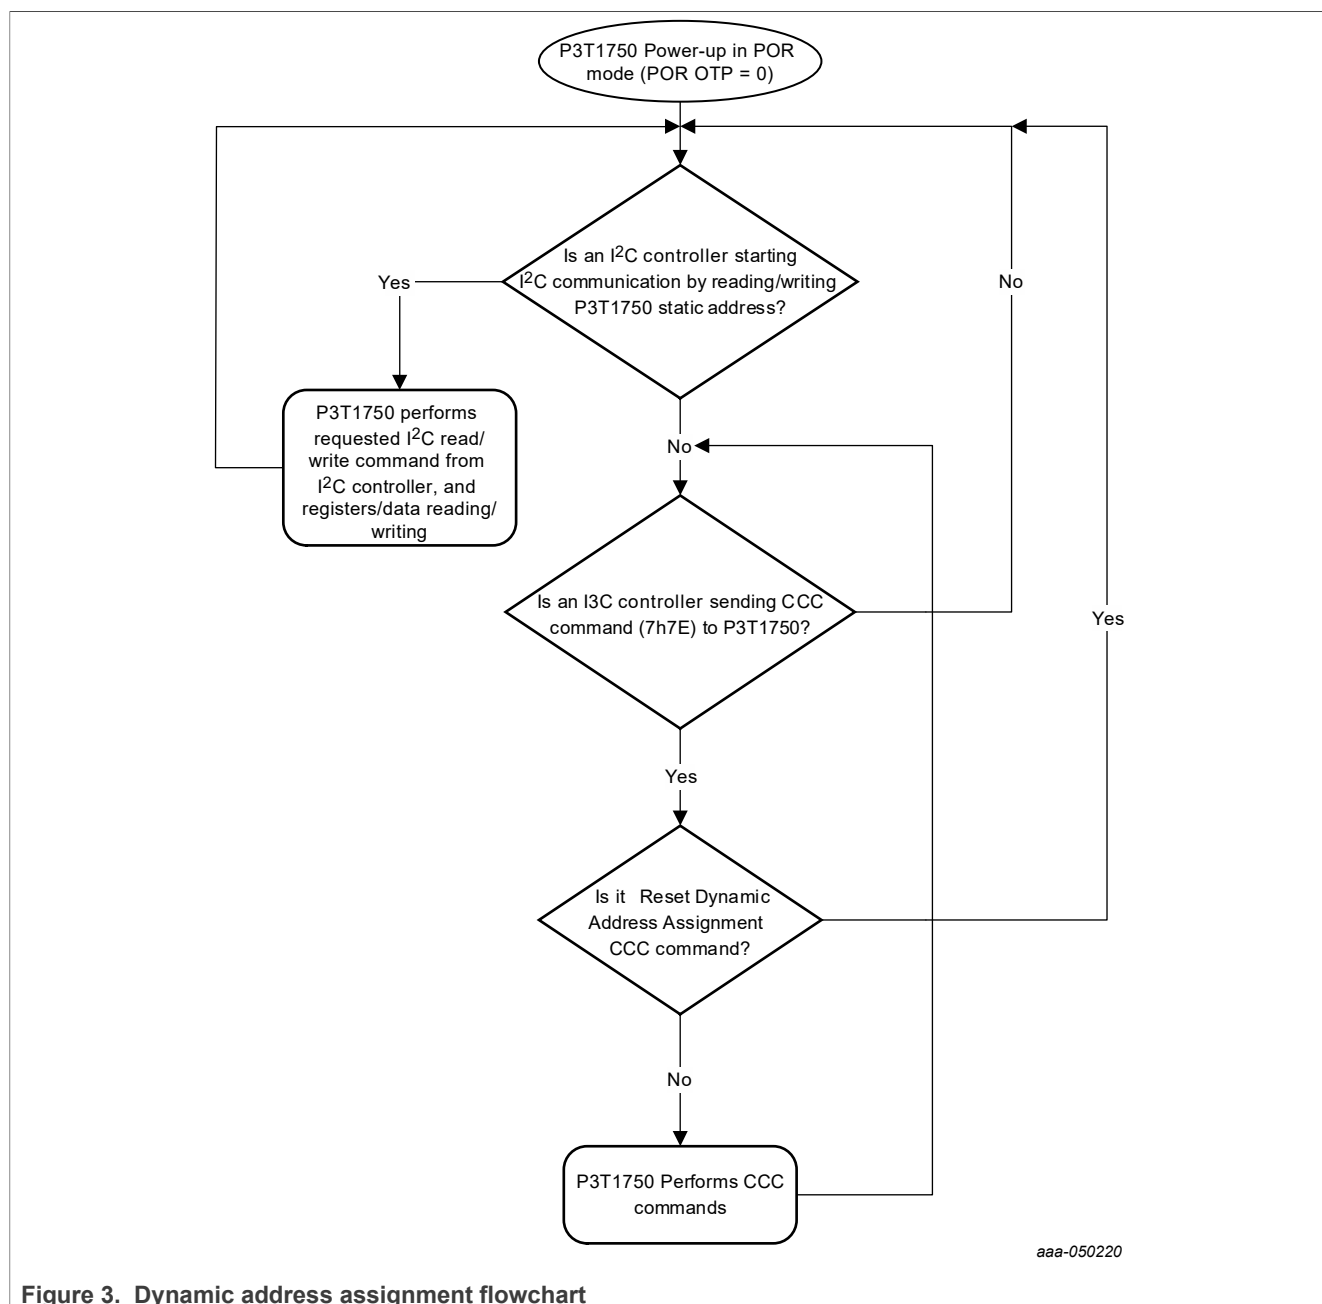 P3T1750 Power-up in POR
mode (POR OTP = 0)
Is an I²C controller starting
I²C communication by reading/writing
P3T1750 static address?
Yes
No
P3T1750 performs
requested I²C read/
write command from
I²C controller, and
registers/data reading/
writing
No
Is an I3C controller sending CCC
command (7h7E) to P3T1750?
Yes
Yes
Is it Reset Dynamic
Address Assignment
CCC command?
No
P3T1750 Performs CCC
commands
aaa-050220
Figure 3. Dynamic address assignment flowchart